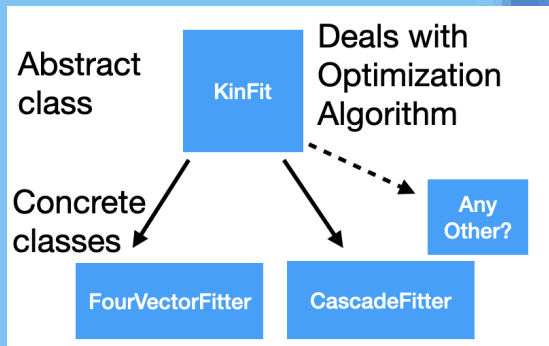 Abstract
class
KinFit
Deals with
Optimization
Algorithm
Concrete
classes
Any
Other?
FourVectorFitter
CascadeFitter